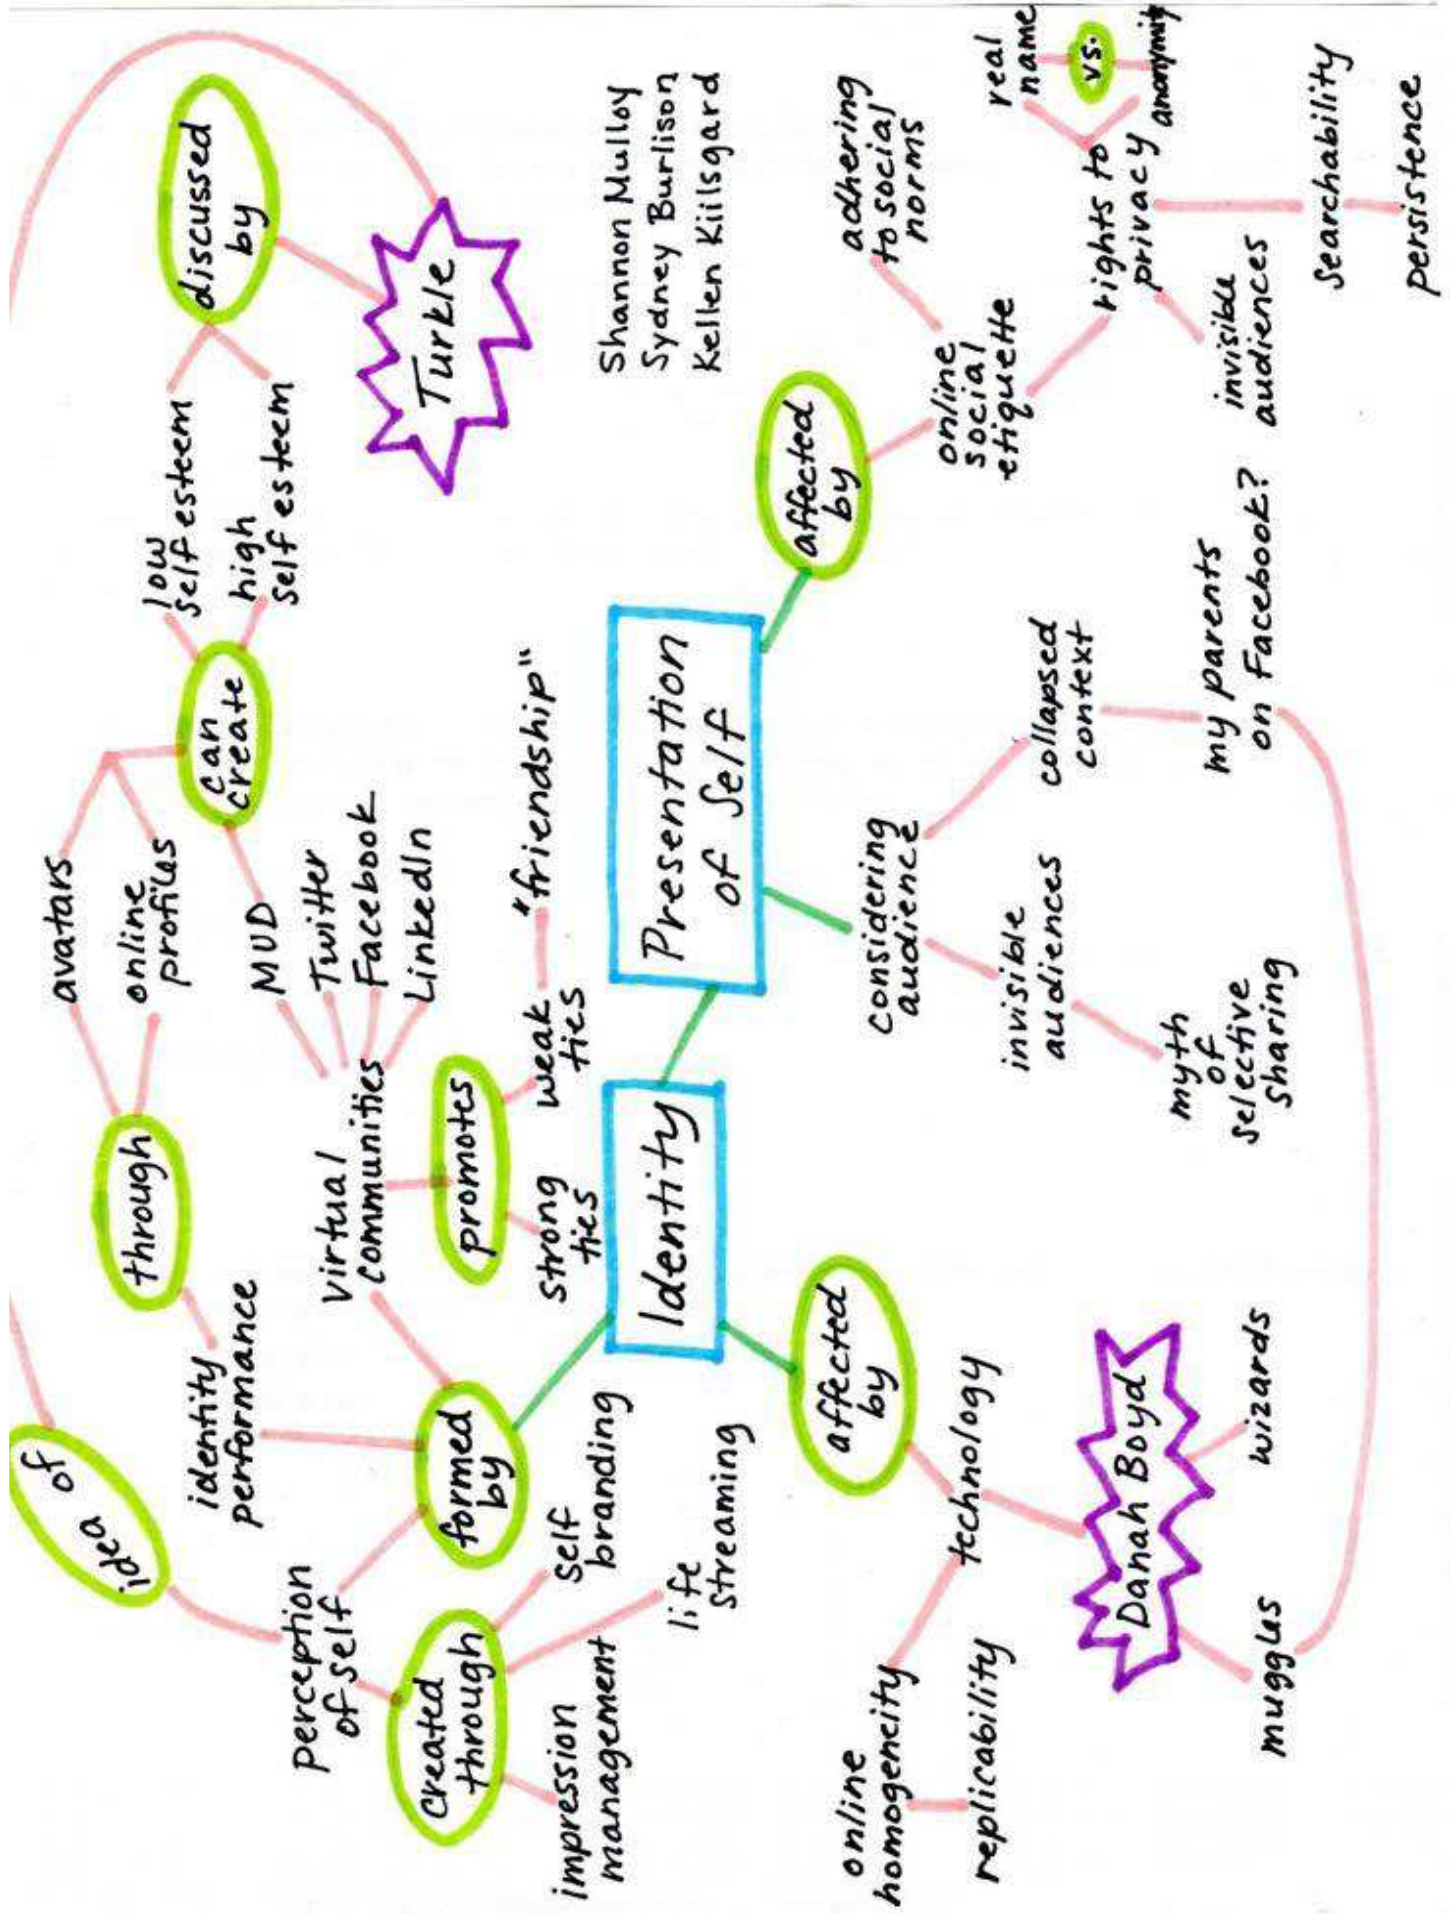 idea of
through
avatars
online
profiles
low
self esteem
high
self esteem
discussed
by
identity
performance
can
create
MUD
Twitter
Facebook
LinkedIn
perception
of self
virtual
communities
Turkle
created
through
formed
by
promotes
strong
ties
weak
ties
"friendship"
impression
management
self
branding
life
streaming
Identity
Presentation
of Self
Shannon Mulloy
Sydney Burlison
Kellen Kiilsgard
affected
by
affected
by
considering
audience
online
social
etiquette
adhering
to social
norms
online
homogeneity
replicability
technology
invisible
audiences
collapsed
context
rights to
privacy
real
name
vs.
anonymity
Danah Boyd
muggles
wizards
myth
of
selective
sharing
my parents
on Facebook?
invisible
audiences
Searchability
persistence